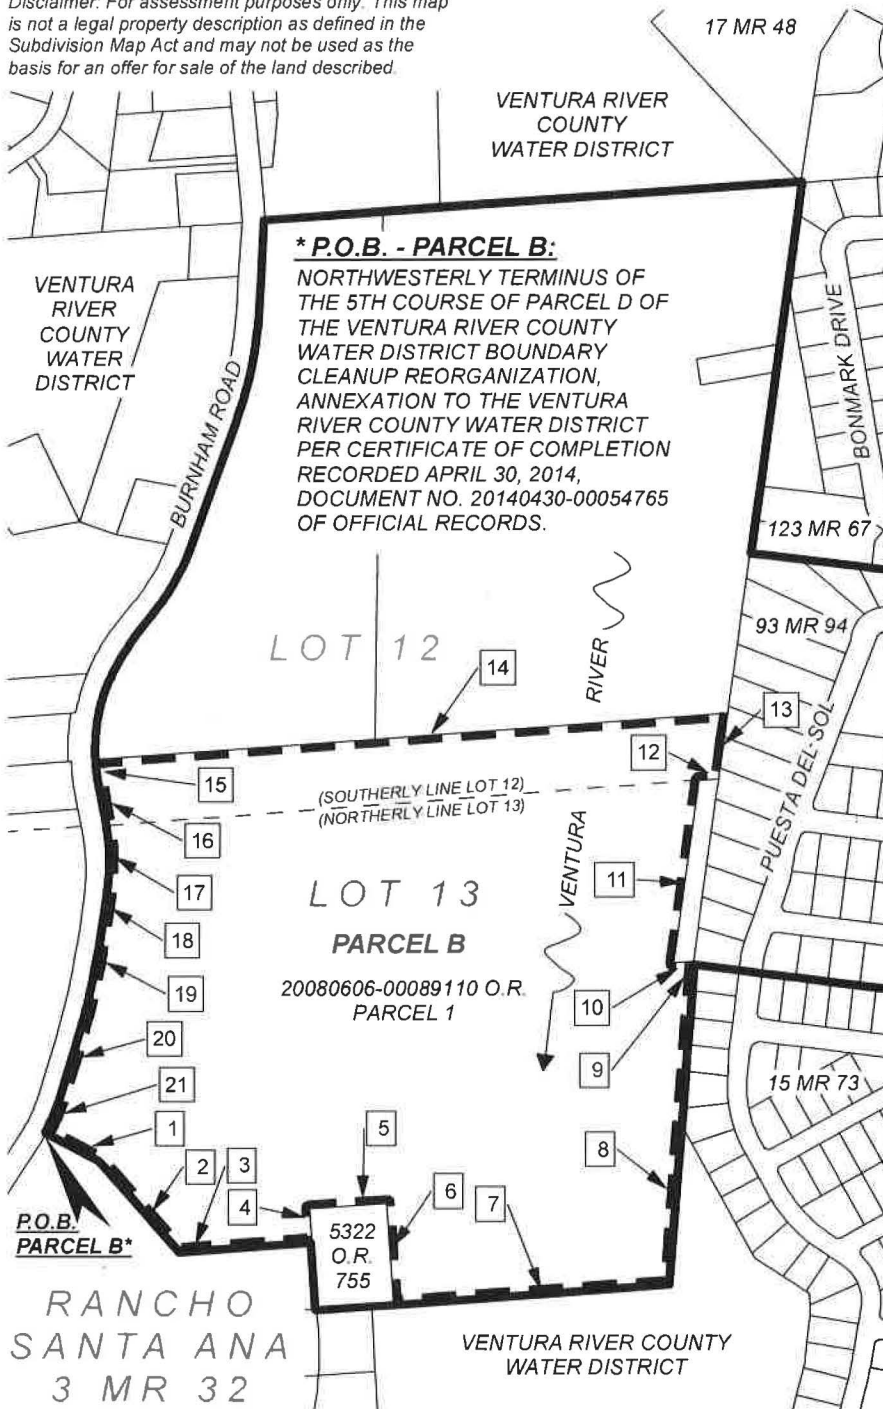 Disclaimer: For assessment purposes only. This map
is not a legal property description as defined in the
Subdivision Map Act and may not be used as the
basis for an offer for sale of the land described.
17 MR 48
VENTURA RIVER
COUNTY
WATER DISTRICT
* P.O.B. - PARCEL B:
NORTHWESTERLY TERMINUS OF
THE 5TH COURSE OF PARCEL D OF
THE VENTURA RIVER COUNTY
WATER DISTRICT BOUNDARY
CLEANUP REORGANIZATION,
ANNEXATION TO THE VENTURA
RIVER COUNTY WATER DISTRICT
PER CERTIFICATE OF COMPLETION
RECORDED APRIL 30, 2014,
DOCUMENT NO. 20140430-00054765
OF OFFICIAL RECORDS.
VENTURA
RIVER
COUNTY
WATER
DISTRICT
BURNHAM ROAD
BONMARK DRIVE
123 MR 67
93 MR 94
LOT 12
RIVER
14
13
12
PUESTA DEL SOL
15
(SOUTHERLY LINE LOT 12)
(NORTHERLY LINE LOT 13)
16
VENTURA
17
11
LOT 13
PARCEL B
18
20080606-00089110 O.R.
PARCEL 1
19
10
20
9
15 MR 73
21
1
5
8
2
3
4
6
7
P.O.B.
PARCEL B*
5322
O.R.
755
RANCHO
SANTA ANA
3 MR 32
VENTURA RIVER COUNTY
WATER DISTRICT